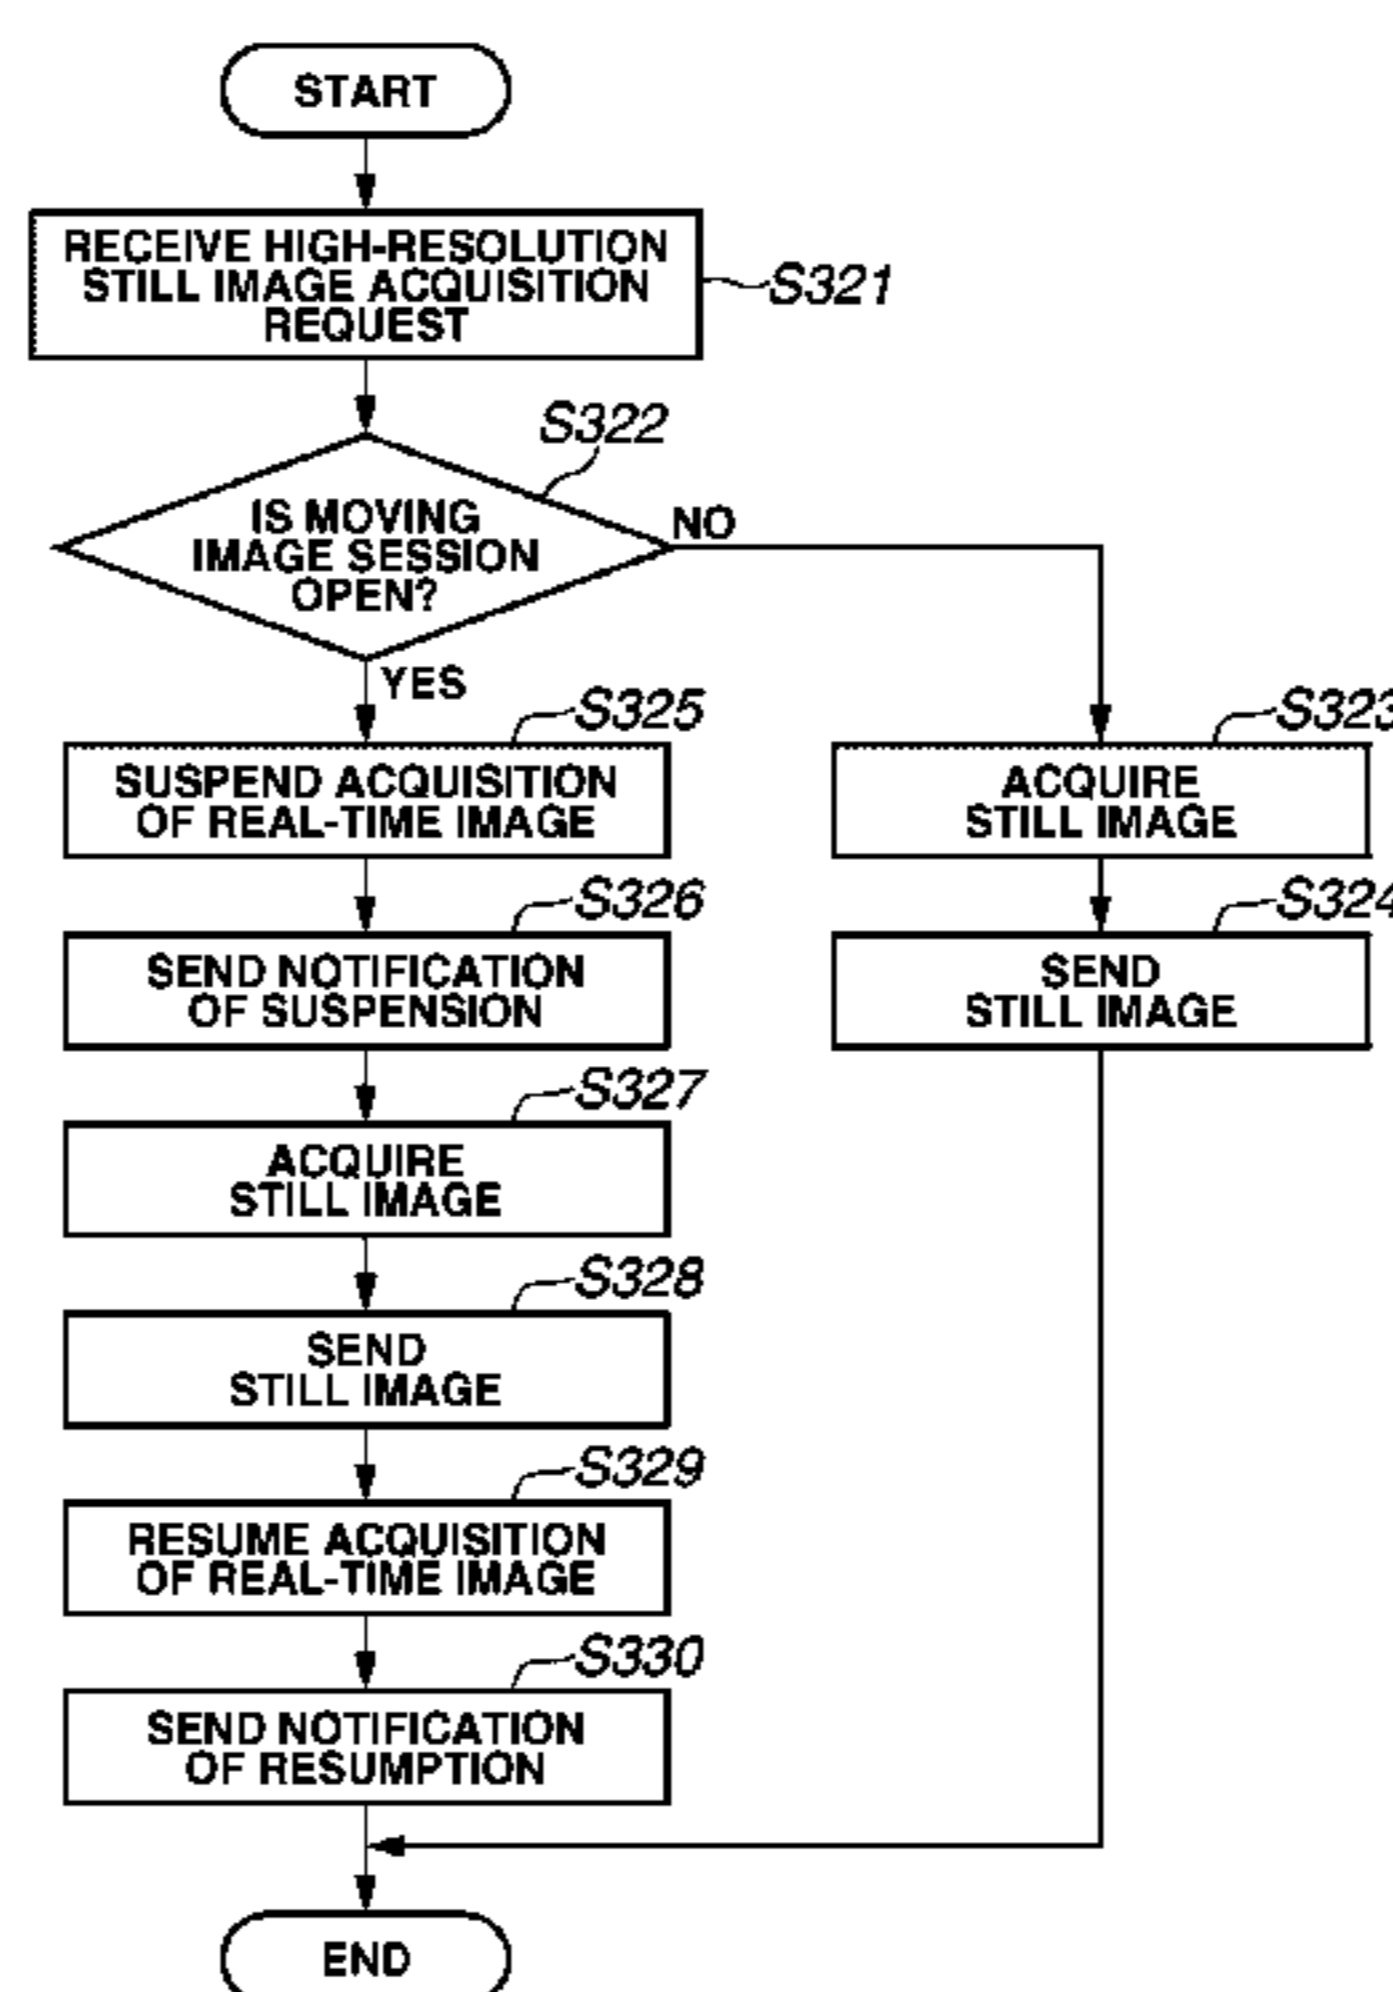 START
RECEIVE HIGH-RESOLUTION
STILL IMAGE ACQUISITION
REQUEST
S321
S322
IS MOVING
IMAGE SESSION
OPEN?
NO
YES
S325
SUSPEND ACQUISITION
OF REAL-TIME IMAGE
S323
ACQUIRE
STILL IMAGE
S326
SEND NOTIFICATION
OF SUSPENSION
S324
SEND
STILL IMAGE
S327
ACQUIRE
STILL IMAGE
S328
SEND
STILL IMAGE
S329
RESUME ACQUISITION
OF REAL-TIME IMAGE
S330
SEND NOTIFICATION
OF RESUMPTION
END